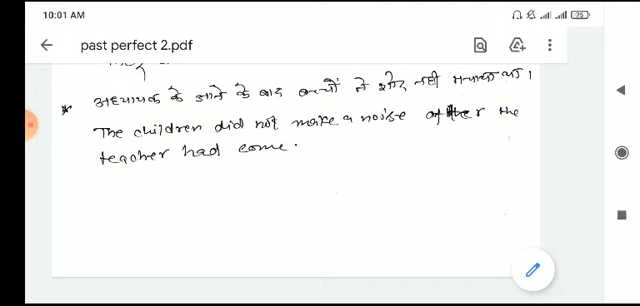 10:01 AM
75
past perfect 2.pdf
* अध्यापक के आने के बाद बच्चों ने शोर नहीं मचाया था।
The children did not make a noise after the
teacher had come.